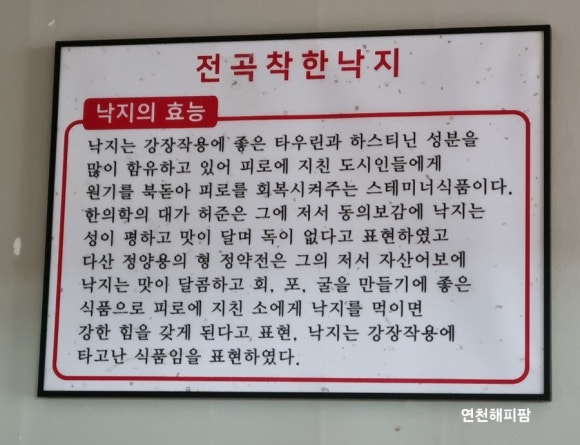 전곡착한낙지
낙지의 효능
낙지는 강장작용에 좋은 타우린과 하스티닌 성분을
많이 함유하고 있어 피로에 지친 도시인들에게
원기를 북돋아 피로를 회복시켜주는 스테미너식품이다.
한의학의 대가 허준은 그에 저서 동의보감에 낙지는
성이 평하고 맛이 달며 독이 없다고 표현하였고
다산 정양용의 형 정약전은 그의 저서 자산어보에
낙지는 맛이 달콤하고 회, 포, 굴을 만들기에 좋은
식품으로 피로에 지친 소에게 낙지를 먹이면
강한 힘을 갖게 된다고 표현, 낙지는 강장작용에
타고난 식품임을 표현하였다.
연천해피팜